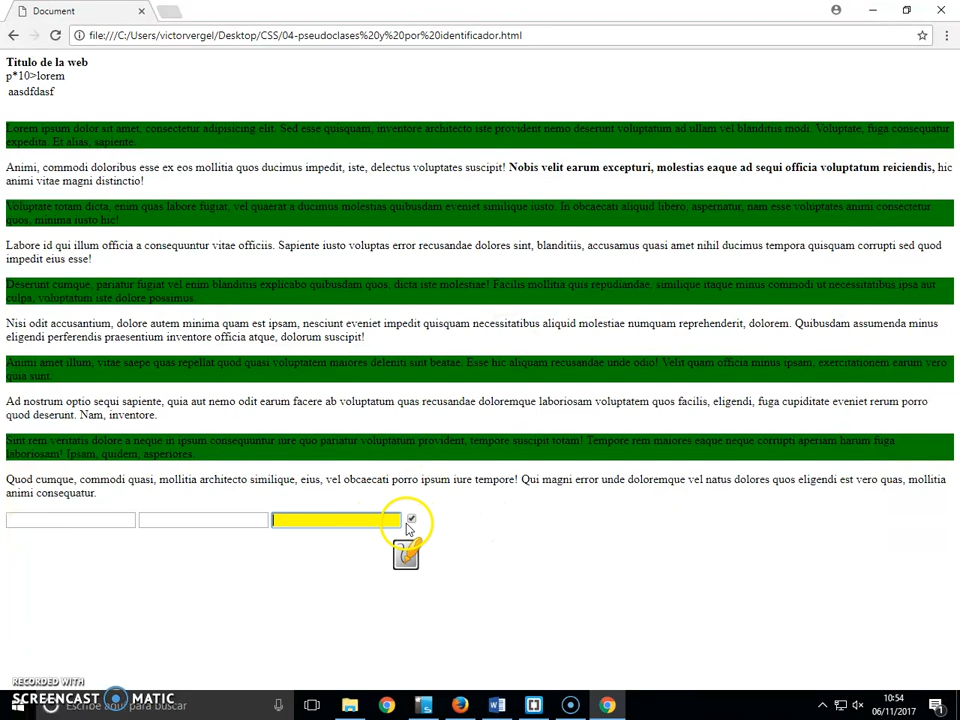 Document
file:///C:/Users/victorvergel/Desktop/CSS/04-pseudoclases%20y%20por%20identificador.html
Titulo de la web
p*10>lorem
aasdfdasf
Lorem ipsum dolor sit amet, consectetur adipisicing elit. Sed esse quisquam, inventore architecto iste provident nemo deserunt voluptatum ad ullam vel blanditiis modi. Voluptate, fuga consequatur
expedita. Et alias, sapiente.
Animi, commodi doloribus esse ex eos mollitia quos ducimus impedit, iste, delectus voluptates suscipit! Nobis velit earum excepturi, molestias eaque ad sequi officia voluptatum reiciendis, hic
animi vitae magni distinctio!
Voluptate totam dicta, enim quas labore fugiat, vel quaerat a ducimus molestias quibusdam eveniet similique iusto. In obcaecati aliquid libero, aspernatur, nam esse voluptates animi consectetur
quos, minima iusto hic!
Labore id qui illum officia a consequuntur vitae officiis. Sapiente iusto voluptas error recusandae dolores sint, blanditiis, accusamus quasi amet nihil ducimus tempora quisquam corrupti sed quod
impedit eius esse!
Deserunt cumque, pariatur fugiat vel enim blanditiis explicabo quibusdam quos, dicta iste molestiae! Facilis mollitia quis repudiandae, similique itaque minus commodi ut necessitatibus ipsa aut
culpa, voluptatum iste dolore possimus.
Nisi odit accusantium, dolore autem minima quam est ipsam, nesciunt eveniet impedit quisquam necessitatibus aliquid molestiae numquam reprehenderit, dolorem. Quibusdam assumenda minus
eligendi perferendis praesentium inventore officia atque, dolorum suscipit!
Animi amet illum, vitae saepe quas repellat quod quasi voluptatem maiores deleniti sint beatae. Esse hic aliquam recusandae unde odio! Velit quam officia minus ipsam, exercitationem earum vero
quia sunt.
Ad nostrum optio sequi sapiente, quia aut nemo odit earum facere ab voluptatum quas recusandae doloremque laboriosam voluptatem quos facilis, eligendi, fuga cupiditate eveniet rerum porro
quod deserunt. Nam, inventore.
Sint rem veritatis dolore a neque in ipsum consequuntur iure quo pariatur voluptatum provident, tempore suscipit totam! Tempore rem maiores eaque neque corrupti aperiam harum fuga
laboriosam! Ipsam, quidem, asperiores.
Quod cumque, commodi quasi, mollitia architecto similique, eius, vel obcaecati porro ipsum iure tempore! Qui magni error unde doloremque vel natus dolores quos eligendi est vero quas, mollitia
animi consequatur.
RECORDED WITH
SCREENCAST MATIC
Escribe aquí para buscar
10:54
06/11/2017